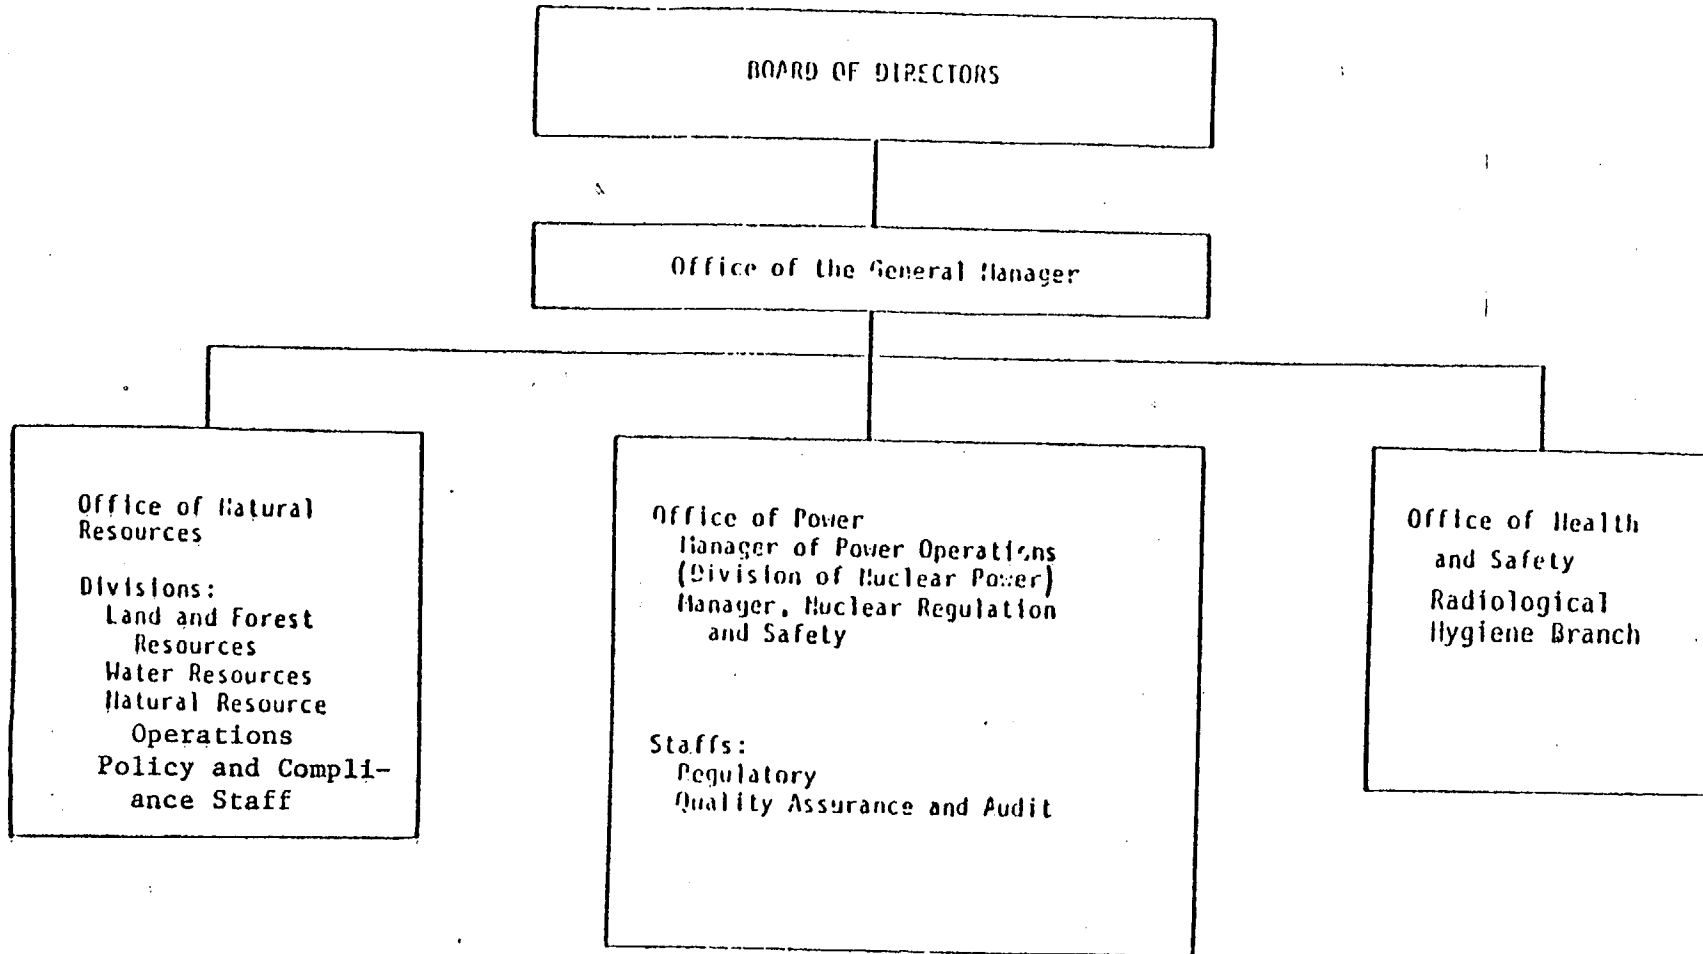 BOARD OF DIRECTORS
Office of the General Manager
Office of Natural
Resources
Divisions:
Land and Forest
Resources
Water Resources
Natural Resource
Operations
Policy and Compli-
ance Staff
Office of Power
Manager of Power Operations
(Division of Nuclear Power)
Manager, Nuclear Regulation
and Safety
Staffs:
Regulatory
Quality Assurance and Audit
Office of Health
and Safety
Radiological
Hygiene Branch